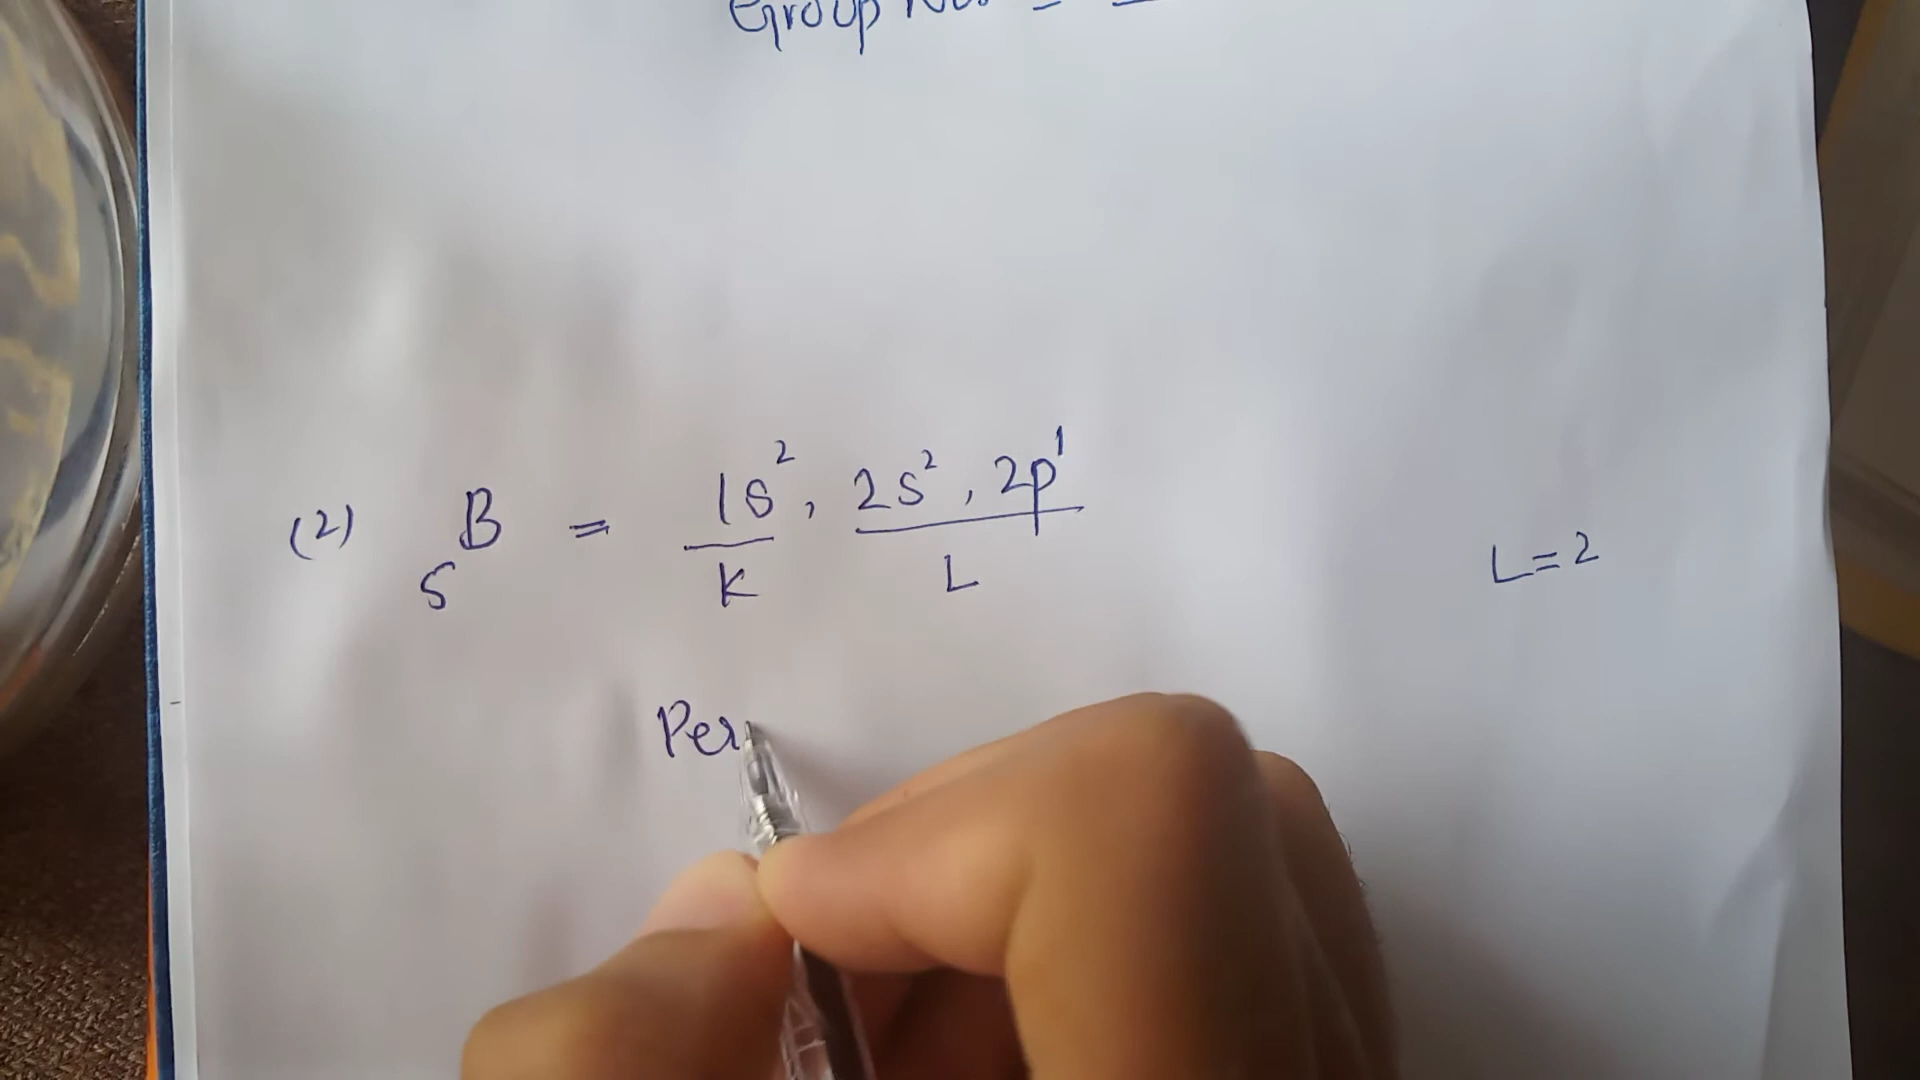 Group No. =
(2) 5B = 1s², 2s², 2p¹
K L L=2
Per